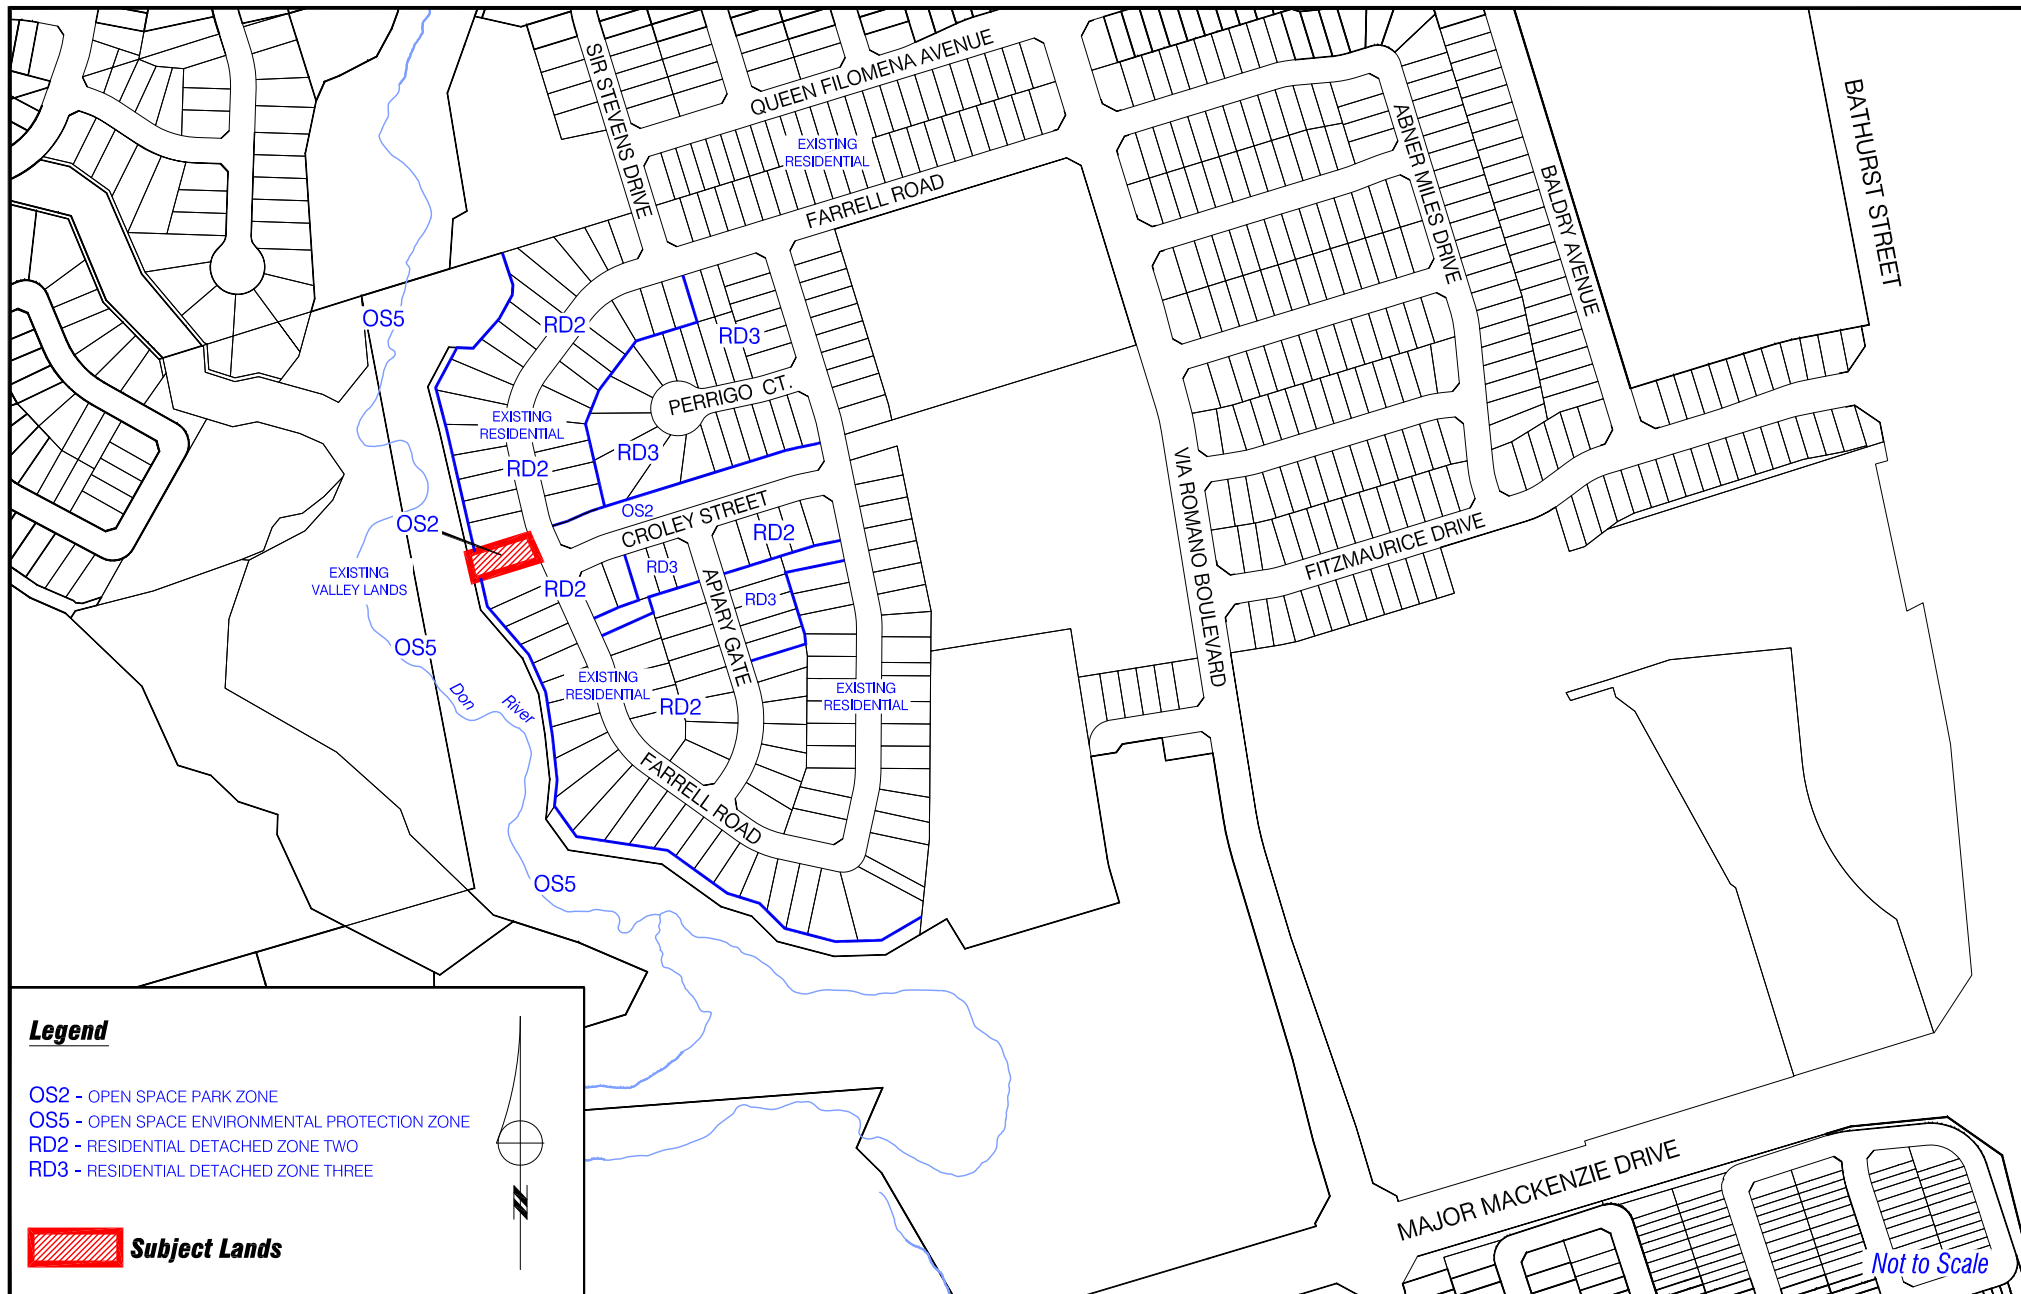 SIR STEVENS DRIVE
QUEEN FILOMENA AVENUE
EXISTING
RESIDENTIAL
FARRELL ROAD
ABNER MILES DRIVE
BALDRY AVENUE
BATHURST STREET
OS5
RD2
RD3
PERRIGO CT.
EXISTING
RESIDENTIAL
RD3
RD2
OS2
OS2
CROLEY STREET
RD2
VIA ROMANO BOULEVARD
FITZMAURICE DRIVE
EXISTING
VALLEY LANDS
RD2
RD3
RD3
APIARY GATE
OS5
Don
River
EXISTING
RESIDENTIAL
RD2
EXISTING
RESIDENTIAL
FARRELL ROAD
OS5
MAJOR MACKENZIE DRIVE
Not to Scale
Legend
OS2 - OPEN SPACE PARK ZONE
OS5 - OPEN SPACE ENVIRONMENTAL PROTECTION ZONE
RD2 - RESIDENTIAL DETACHED ZONE TWO
RD3 - RESIDENTIAL DETACHED ZONE THREE
N
Subject Lands